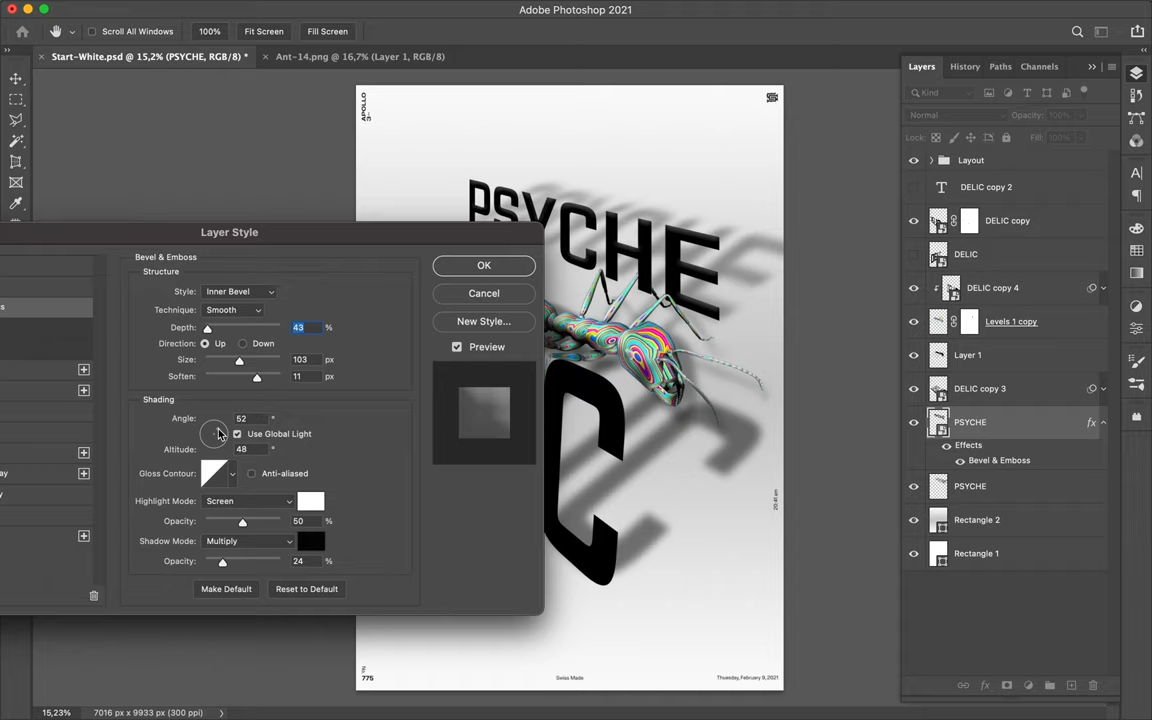 Adobe Photoshop 2021
Scroll All Windows
100%
Fit Screen
Fill Screen
Start-White.psd @ 15,2% (PSYCHE, RGB/8) *
Ant-14.png @ 16,7% (Layer 1, RGB/8)
Layers
History
Paths
Channels
Kind
Normal
Opacity: 100%
Lock:
Fill: 100%
Layout
DELIC copy 2
DELIC copy
DELIC
DELIC copy 4
Levels 1 copy
Layer 1
DELIC copy 3
PSYCHE
fx
Effects
Bevel & Emboss
PSYCHE
Rectangle 2
Rectangle 1
APOLLO
PSYCHE
C
20:41 am
775
Swiss Made
Thuesday, February 9, 2021
Layer Style
Bevel & Emboss
Structure
Style: Inner Bevel
Technique: Smooth
Depth: 43 %
Direction: Up Down
Size: 103 px
Soften: 11 px
Shading
Angle: 52 °
Use Global Light
Altitude: 48 °
Gloss Contour: Anti-aliased
Highlight Mode: Screen
Opacity: 50 %
Shadow Mode: Multiply
Opacity: 24 %
Make Default
Reset to Default
OK
Cancel
New Style...
Preview
15,23%
7016 px x 9933 px (300 ppi)